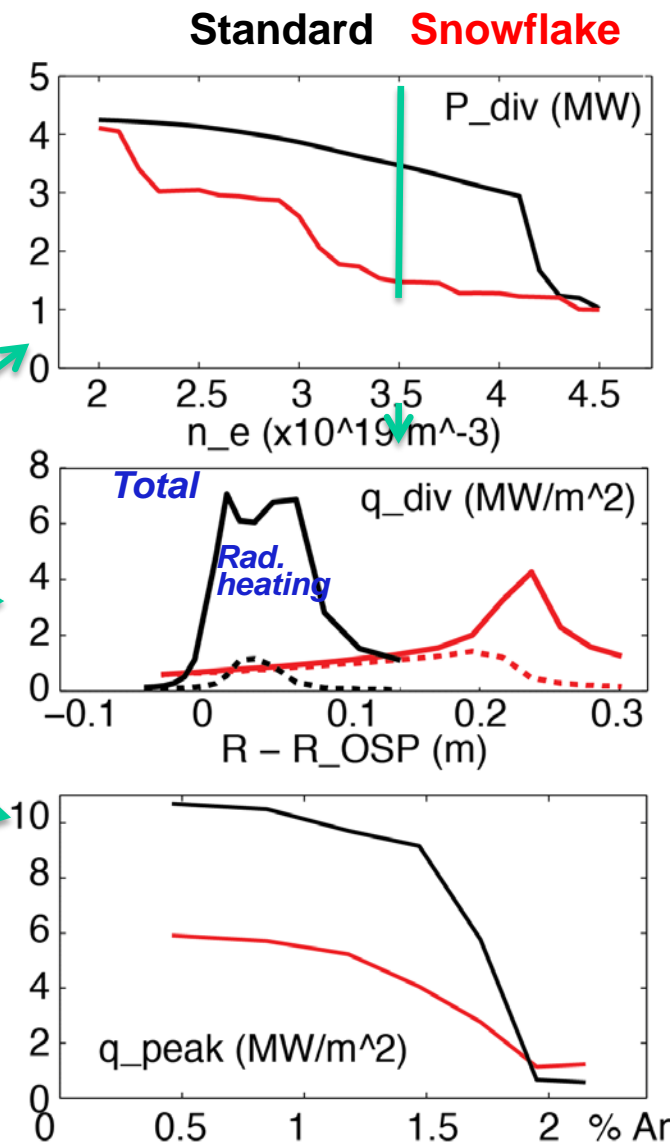 Standard Snowflake
P_div (MW)
5
4
3
2
1
0
2 2.5 3 3.5 4 4.5
n_e (x10^19 m^-3)
Total
q_div (MW/m^2)
Rad.
heating
8
6
4
2
0
−0.1 0 0.1 0.2 0.3
R – R_OSP (m)
10
8
6
4
2
0
q_peak (MW/m^2)
0 0.5 1 1.5 2 % Ar